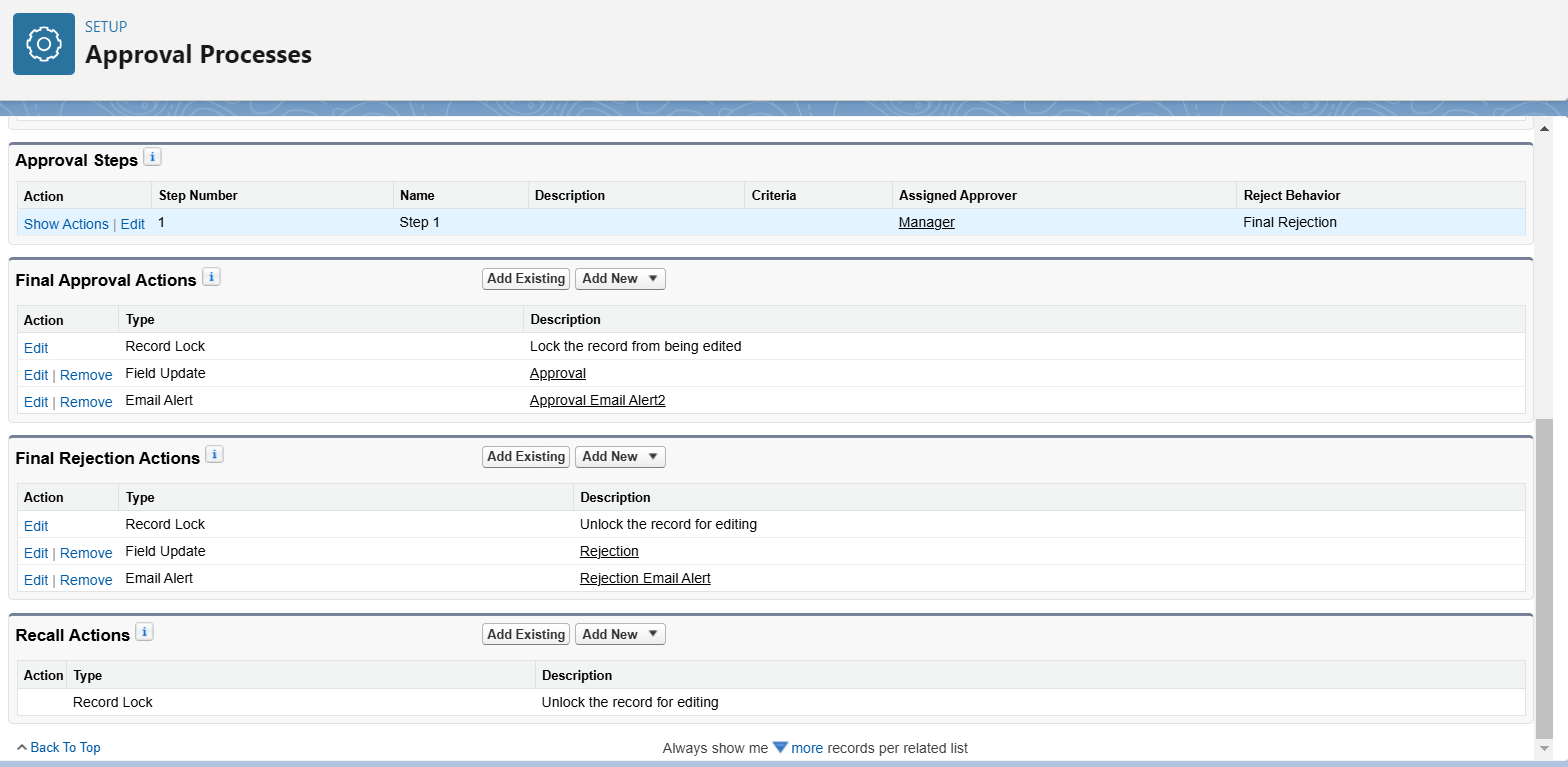 SETUP
Approval Processes
Approval Steps i
Action Step Number Name Description Criteria Assigned Approver Reject Behavior
Show Actions | Edit 1 Step 1 Manager Final Rejection
Final Approval Actions i Add Existing Add New
Action Type Description
Edit Record Lock Lock the record from being edited
Edit | Remove Field Update Approval
Edit | Remove Email Alert Approval Email Alert2
Final Rejection Actions i Add Existing Add New
Action Type Description
Edit Record Lock Unlock the record for editing
Edit | Remove Field Update Rejection
Edit | Remove Email Alert Rejection Email Alert
Recall Actions i Add Existing Add New
Action Type Description
Record Lock Unlock the record for editing
Back To Top Always show me more records per related list